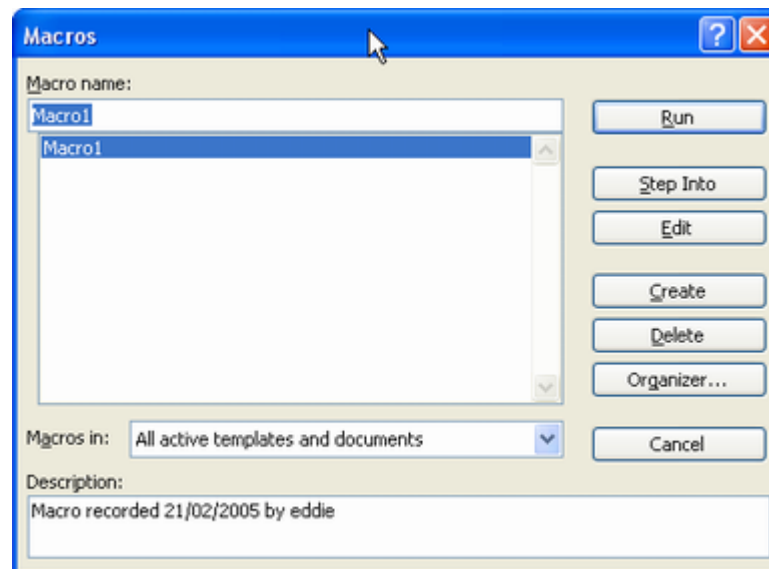 Macros
Macro name:
Macro1
Run
Macro1
Step Into
Edit
Create
Delete
Organizer...
Macros in: All active templates and documents
Cancel
Description:
Macro recorded 21/02/2005 by eddie